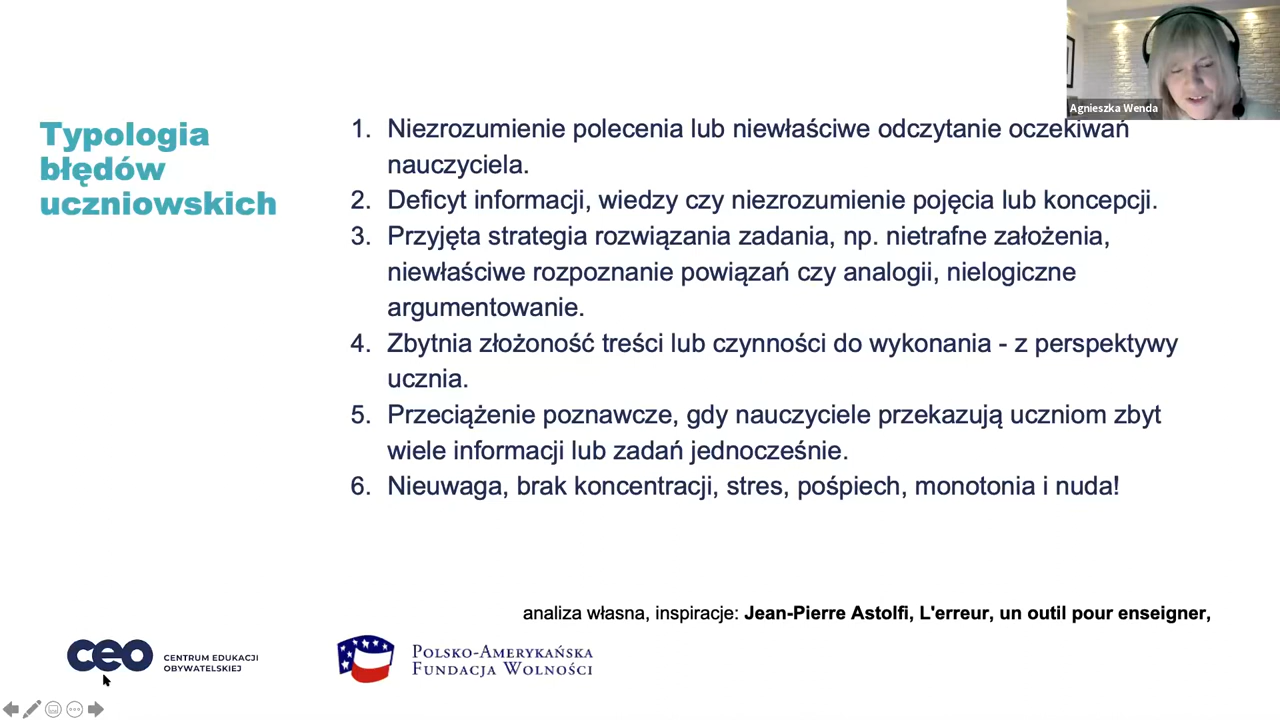 Agnieszka Wenda
Typologia
błędów
uczniowskich
1. Niezrozumienie polecenia lub niewłaściwe odczytanie oczekiwań
nauczyciela.
2. Deficyt informacji, wiedzy czy niezrozumienie pojęcia lub koncepcji.
3. Przyjęta strategia rozwiązania zadania, np. nietrafne założenia,
niewłaściwe rozpoznanie powiązań czy analogii, nielogiczne
argumentowanie.
4. Zbytnia złożoność treści lub czynności do wykonania - z perspektywy
ucznia.
5. Przeciążenie poznawcze, gdy nauczyciele przekazują uczniom zbyt
wiele informacji lub zadań jednocześnie.
6. Nieuwaga, brak koncentracji, stres, pośpiech, monotonia i nuda!
analiza własna, inspiracje: Jean-Pierre Astolfi, L'erreur, un outil pour enseigner,
ceo
CENTRUM EDUKACJI
OBYWATELSKIEJ
POLSKO-AMERYKAŃSKA
FUNDACJA WOLNOŚCI